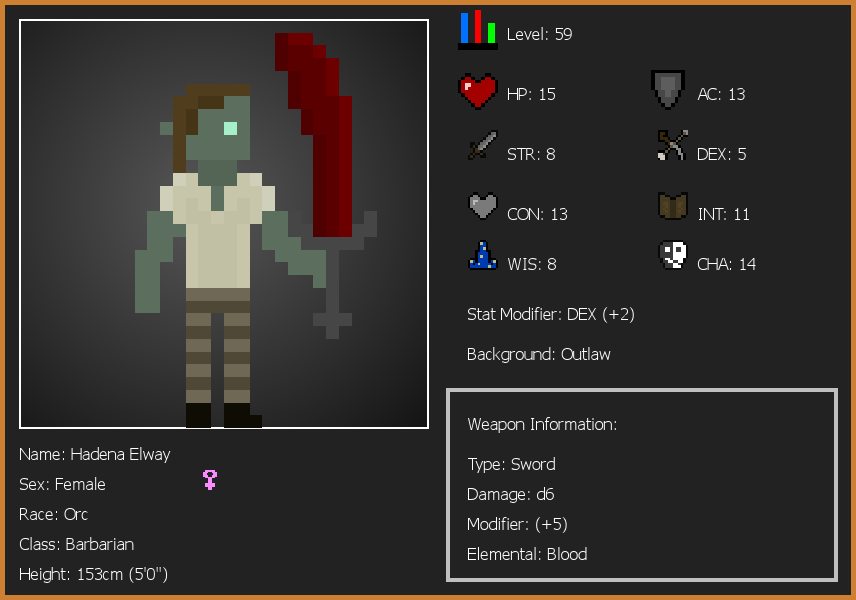 Level: 59
HP: 15
AC: 13
STR: 8
DEX: 5
CON: 13
INT: 11
WIS: 8
CHA: 14
Stat Modifier: DEX (+2)
Background: Outlaw
Weapon Information:
Type: Sword
Damage: d6
Modifier: (+5)
Elemental: Blood
Name: Hadena Elway
Sex: Female
Race: Orc
Class: Barbarian
Height: 153cm (5'0")